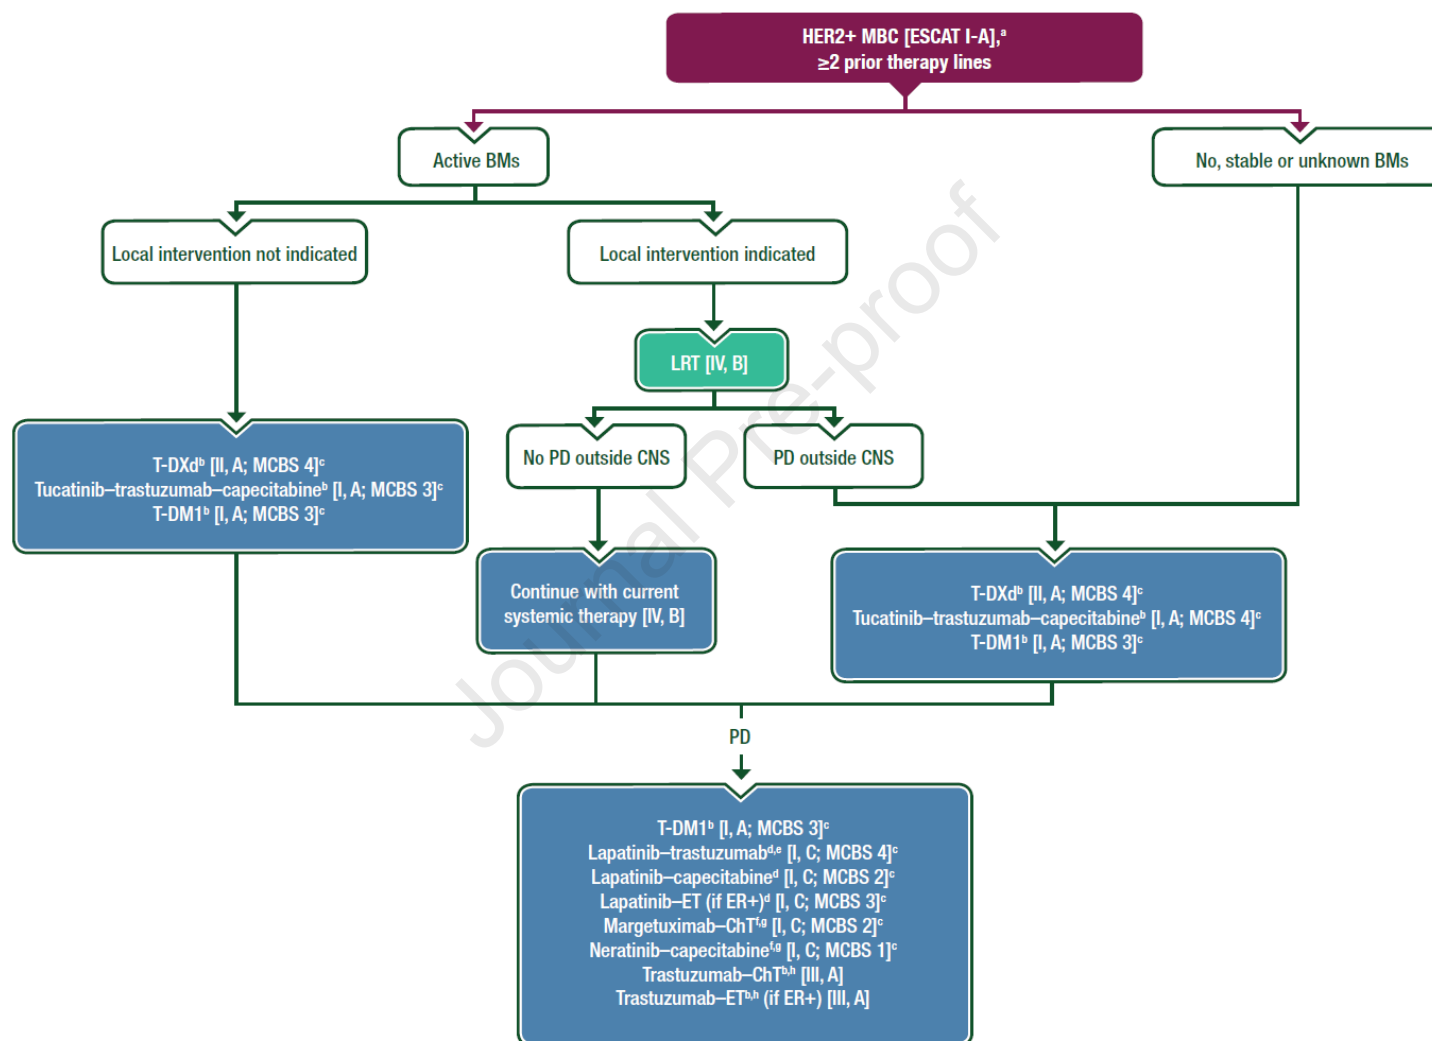 HER2+ MBC [ESCAT I-A],ᵃ
≥2 prior therapy lines
Active BMs
No, stable or unknown BMs
Local intervention not indicated
Local intervention indicated
LRT [IV, B]
No PD outside CNS
PD outside CNS
T-DXdᵇ [II, A; MCBS 4]ᶜ
Tucatinib–trastuzumab–capecitabineᵇ [I, A; MCBS 3]ᶜ
T-DM1ᵇ [I, A; MCBS 3]ᶜ
Continue with current
systemic therapy [IV, B]
T-DXdᵇ [II, A; MCBS 4]ᶜ
Tucatinib–trastuzumab–capecitabineᵇ [I, A; MCBS 4]ᶜ
T-DM1ᵇ [I, A; MCBS 3]ᶜ
PD
T-DM1ᵇ [I, A; MCBS 3]ᶜ
Lapatinib–trastuzumabᵈ,ᵉ [I, C; MCBS 4]ᶜ
Lapatinib–capecitabineᵈ [I, C; MCBS 2]ᶜ
Lapatinib–ET (if ER+)ᵈ [I, C; MCBS 3]ᶜ
Margetuximab–ChTᶠ,ᵍ [I, C; MCBS 2]ᶜ
Neratinib–capecitabineᶠ,ᵍ [I, C; MCBS 1]ᶜ
Trastuzumab–ChTᵇ,ʰ [III, A]
Trastuzumab–ETᵇ,ʰ (if ER+) [III, A]
Journal Pre-proof